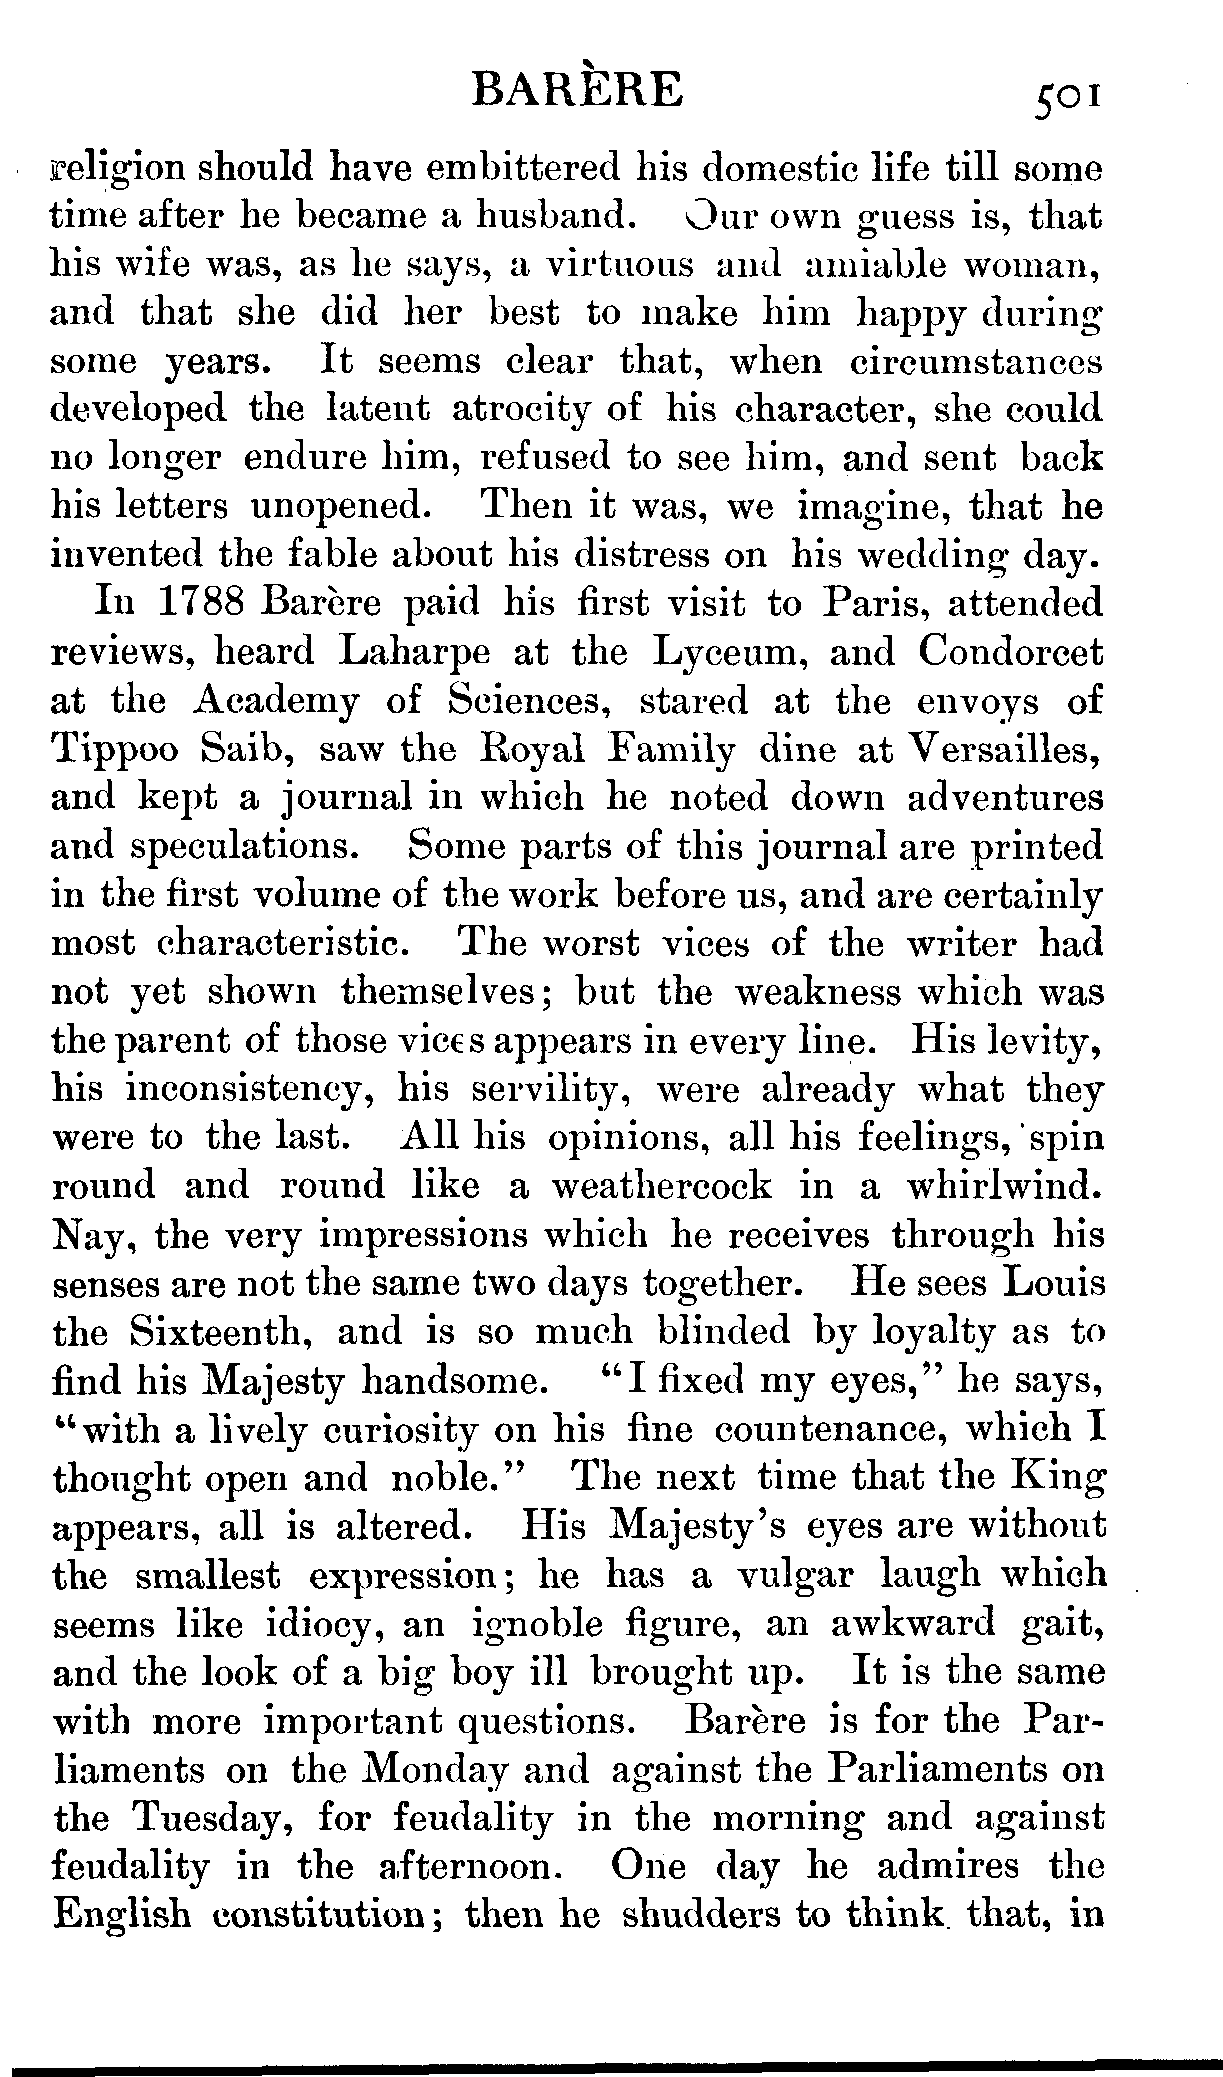 BARÈRE 501
religion should have embittered his domestic life till some
time after he became a husband. Our own guess is, that
his wife was, as he says, a virtuous and amiable woman,
and that she did her best to make him happy during
some years. It seems clear that, when circumstances
developed the latent atrocity of his character, she could
no longer endure him, refused to see him, and sent back
his letters unopened. Then it was, we imagine, that he
invented the fable about his distress on his wedding day.
In 1788 Barère paid his first visit to Paris, attended
reviews, heard Laharpe at the Lyceum, and Condorcet
at the Academy of Sciences, stared at the envoys of
Tippoo Saib, saw the Royal Family dine at Versailles,
and kept a journal in which he noted down adventures
and speculations. Some parts of this journal are printed
in the first volume of the work before us, and are certainly
most characteristic. The worst vices of the writer had
not yet shown themselves; but the weakness which was
the parent of those vices appears in every line. His levity,
his inconsistency, his servility, were already what they
were to the last. All his opinions, all his feelings, spin
round and round like a weathercock in a whirlwind.
Nay, the very impressions which he receives through his
senses are not the same two days together. He sees Louis
the Sixteenth, and is so much blinded by loyalty as to
find his Majesty handsome. “I fixed my eyes,” he says,
“with a lively curiosity on his fine countenance, which I
thought open and noble.” The next time that the King
appears, all is altered. His Majesty’s eyes are without
the smallest expression; he has a vulgar laugh which
seems like idiocy, an ignoble figure, an awkward gait,
and the look of a big boy ill brought up. It is the same
with more important questions. Barère is for the Par-
liaments on the Monday and against the Parliaments on
the Tuesday, for feudality in the morning and against
feudality in the afternoon. One day he admires the
English constitution; then he shudders to think that, in